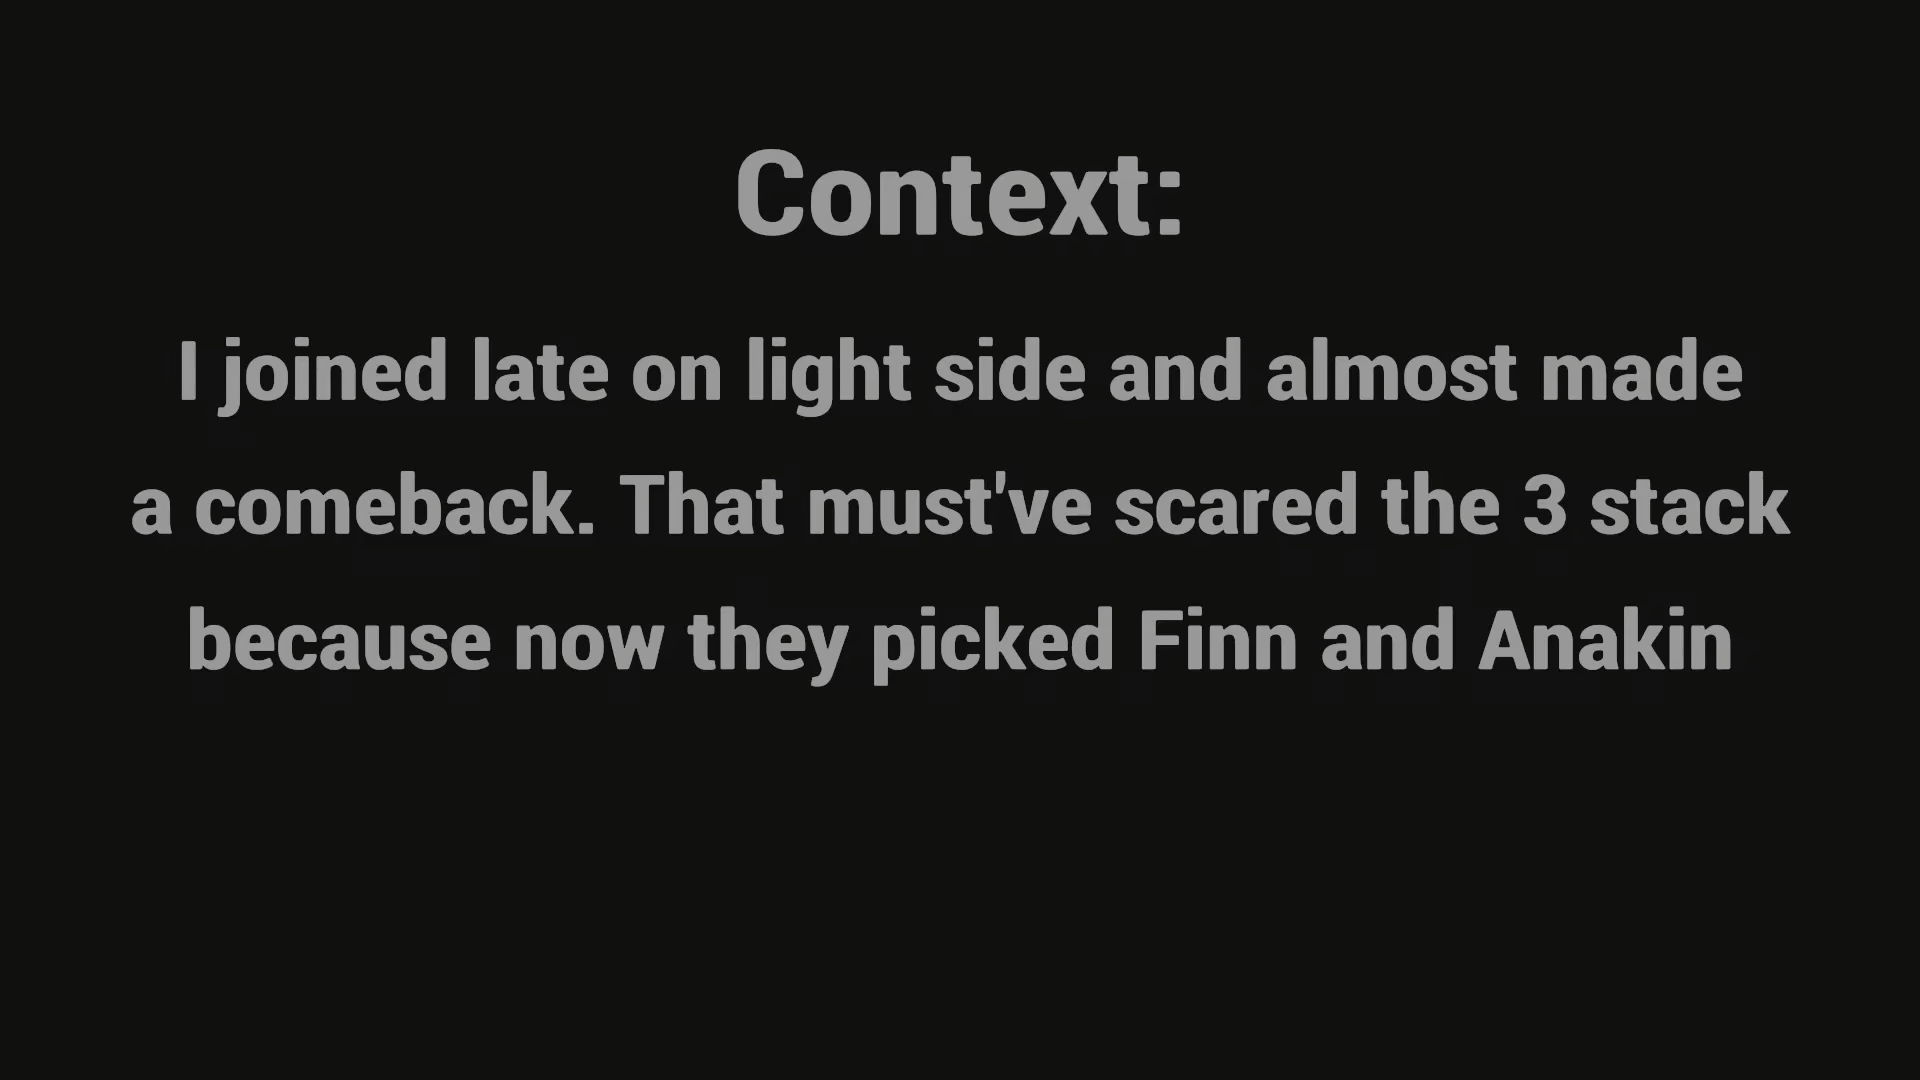 Context:
I joined late on light side and almost made
a comeback. That must've scared the 3 stack
because now they picked Finn and Anakin